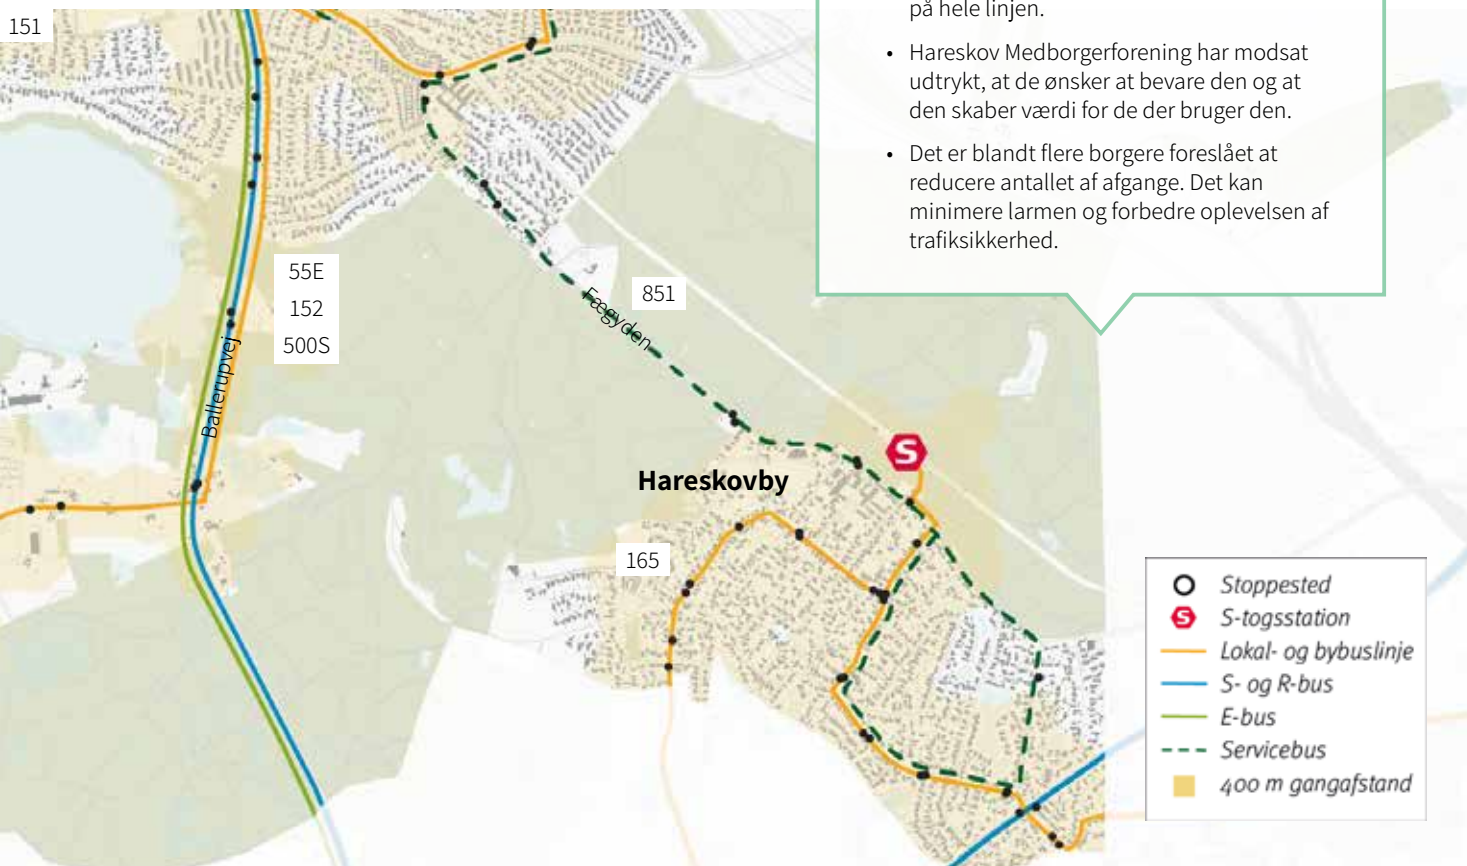 151
på hele linjen.
• Hareskov Medborgerforening har modsat
udtrykt, at de ønsker at bevare den og at
den skaber værdi for de der bruger den.
• Det er blandt flere borgere foreslået at
reducere antallet af afgange. Det kan
minimere larmen og forbedre oplevelsen af
trafiksikkerhed.
55E
152
500S
Ballerupvej
851
Fægyden
S
Hareskovby
165
Stoppested
S S-togsstation
Lokal- og bybuslinje
S- og R-bus
E-bus
Servicebus
400 m gangafstand